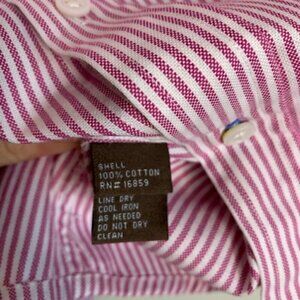 SHELL
100% COTTON
RN# 16859
LINE DRY
COOL IRON
AS NEEDED
DO NOT DRY
CLEAN